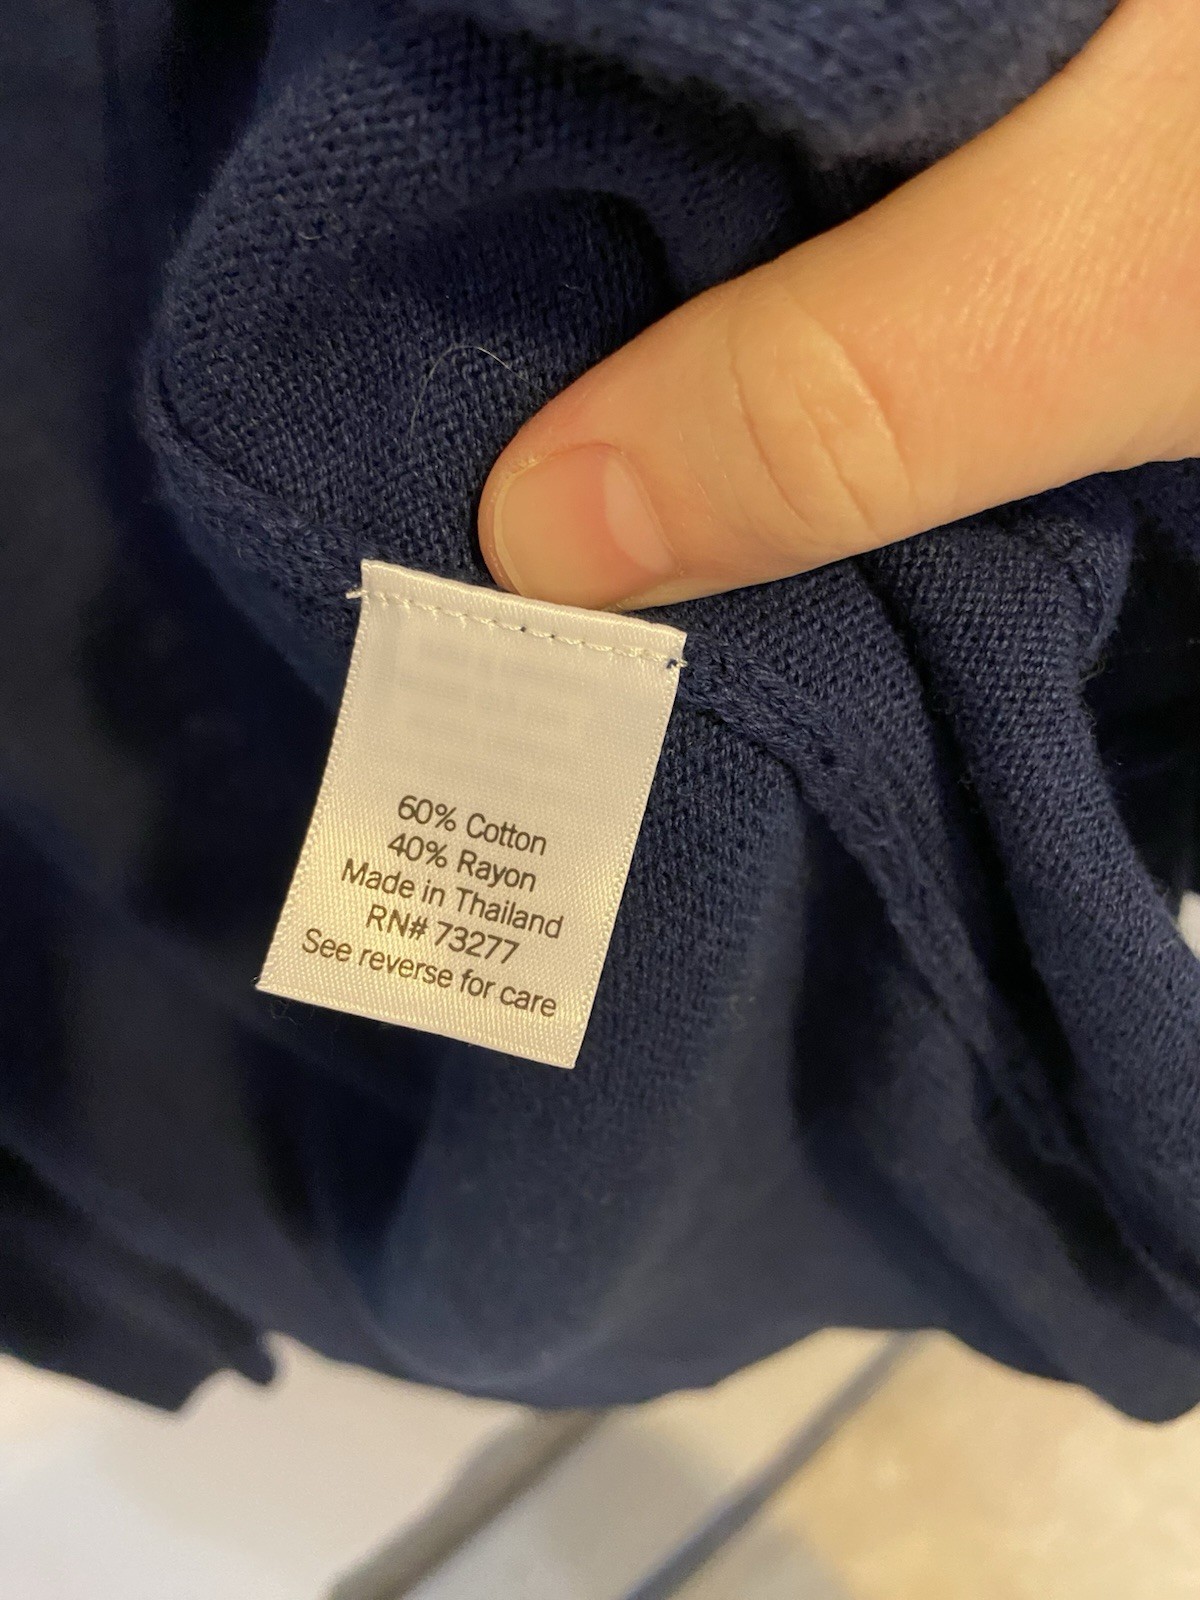 60% Cotton
40% Rayon
Made in Thailand
RN# 73277
See reverse for care